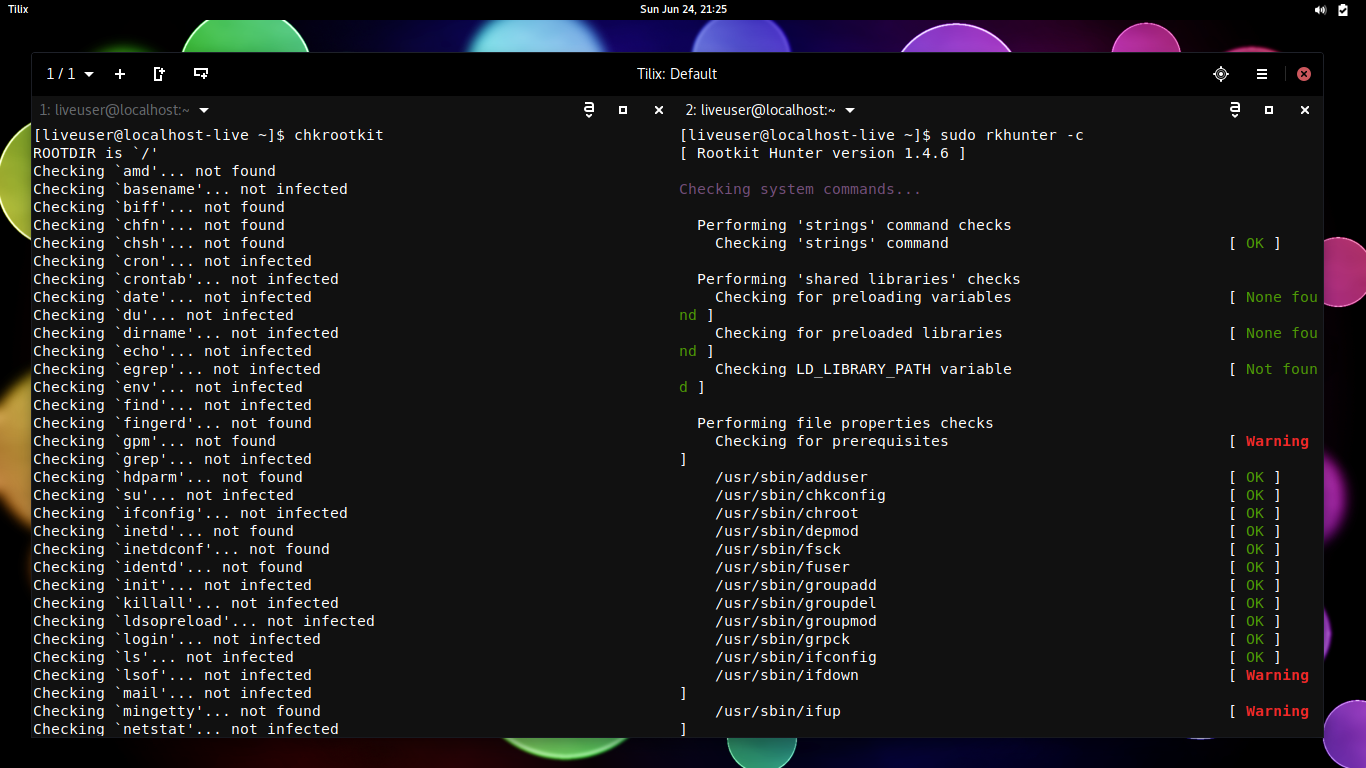 Tilix
Sun Jun 24, 21:25
1 / 1
Tilix: Default
1: liveuser@localhost:~
[liveuser@localhost-live ~]$ chkrootkit
ROOTDIR is `/'
Checking `amd'... not found
Checking `basename'... not infected
Checking `biff'... not found
Checking `chfn'... not found
Checking `chsh'... not found
Checking `cron'... not infected
Checking `crontab'... not infected
Checking `date'... not infected
Checking `du'... not infected
Checking `dirname'... not infected
Checking `echo'... not infected
Checking `egrep'... not infected
Checking `env'... not infected
Checking `find'... not infected
Checking `fingerd'... not found
Checking `gpm'... not found
Checking `grep'... not infected
Checking `hdparm'... not found
Checking `su'... not infected
Checking `ifconfig'... not infected
Checking `inetd'... not found
Checking `inetdconf'... not found
Checking `identd'... not found
Checking `init'... not infected
Checking `killall'... not infected
Checking `ldsopreload'... not infected
Checking `login'... not infected
Checking `ls'... not infected
Checking `lsof'... not infected
Checking `mail'... not infected
Checking `mingetty'... not found
Checking `netstat'... not infected
2: liveuser@localhost:~
[liveuser@localhost-live ~]$ sudo rkhunter -c
[ Rootkit Hunter version 1.4.6 ]
Checking system commands...
Performing 'strings' command checks
Checking 'strings' command [ OK ]
Performing 'shared libraries' checks
Checking for preloading variables [ None fou
nd ]
Checking for preloaded libraries [ None fou
nd ]
Checking LD_LIBRARY_PATH variable [ Not foun
d ]
Performing file properties checks
Checking for prerequisites [ Warning
]
/usr/sbin/adduser [ OK ]
/usr/sbin/chkconfig [ OK ]
/usr/sbin/chroot [ OK ]
/usr/sbin/depmod [ OK ]
/usr/sbin/fsck [ OK ]
/usr/sbin/fuser [ OK ]
/usr/sbin/groupadd [ OK ]
/usr/sbin/groupdel [ OK ]
/usr/sbin/groupmod [ OK ]
/usr/sbin/grpck [ OK ]
/usr/sbin/ifconfig [ OK ]
/usr/sbin/ifdown [ Warning
]
/usr/sbin/ifup [ Warning
]